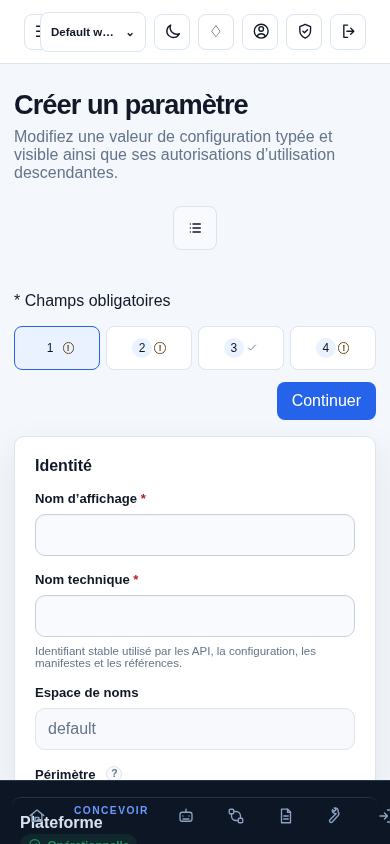 Default w...
Créer un paramètre
Modifiez une valeur de configuration typée et
visible ainsi que ses autorisations d’utilisation
descendantes.
* Champs obligatoires
1
2
3
4
Continuer
Identité
Nom d’affichage *
Nom technique *
Identifiant stable utilisé par les API, la configuration, les
manifestes et les références.
Espace de noms
default
Périmètre ?
CONCEVOIR
Plateforme
Opérationnelle